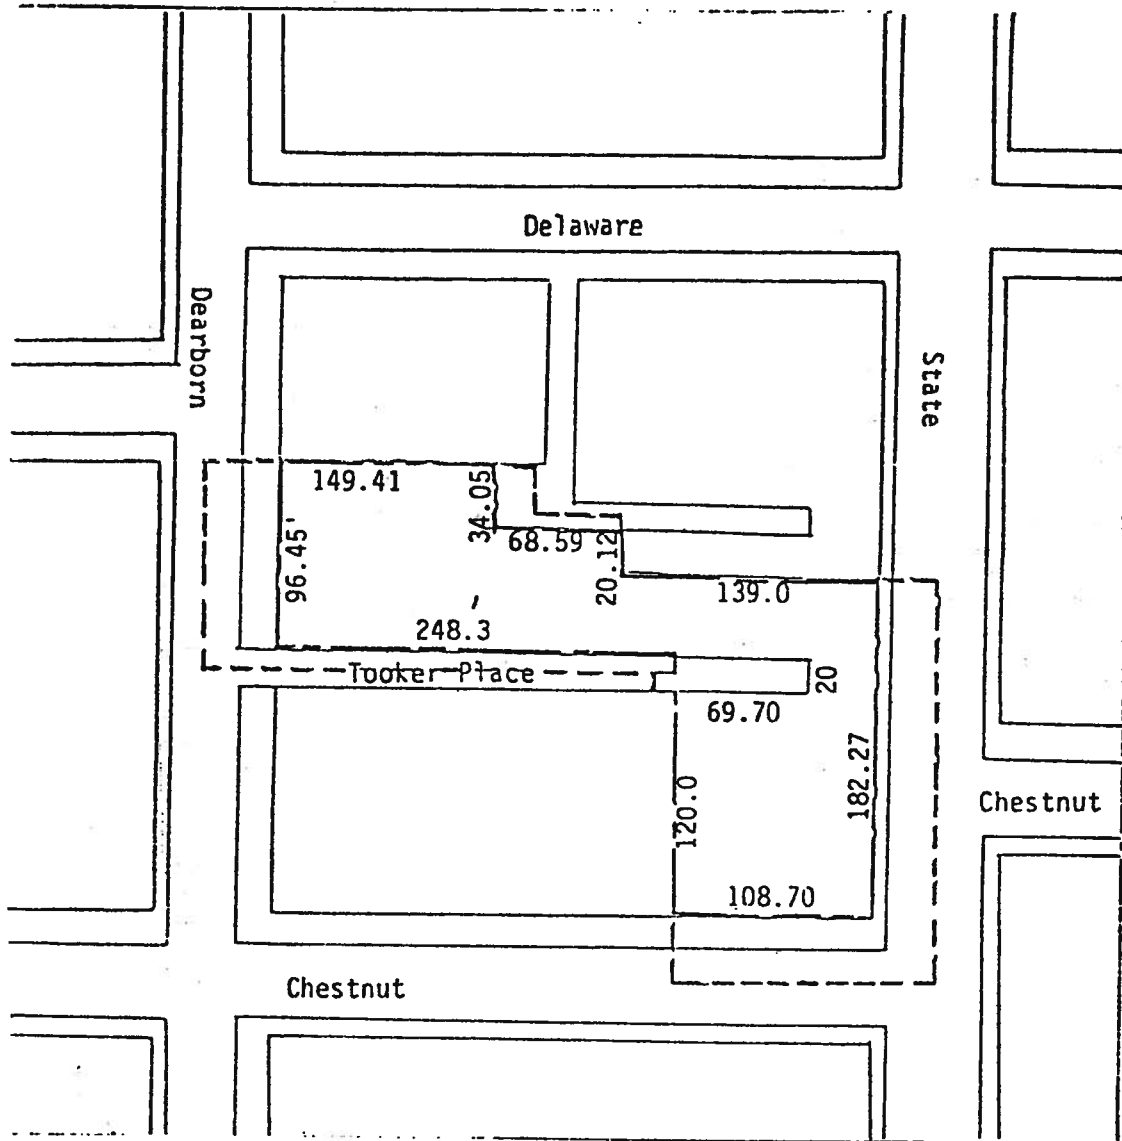 Delaware
Dearborn
State
149.41
34.05
68.59
96.45'
20.12
139.0
248.3
Tooker Place
20
69.70
182.27
120.0
Chestnut
108.70
Chestnut